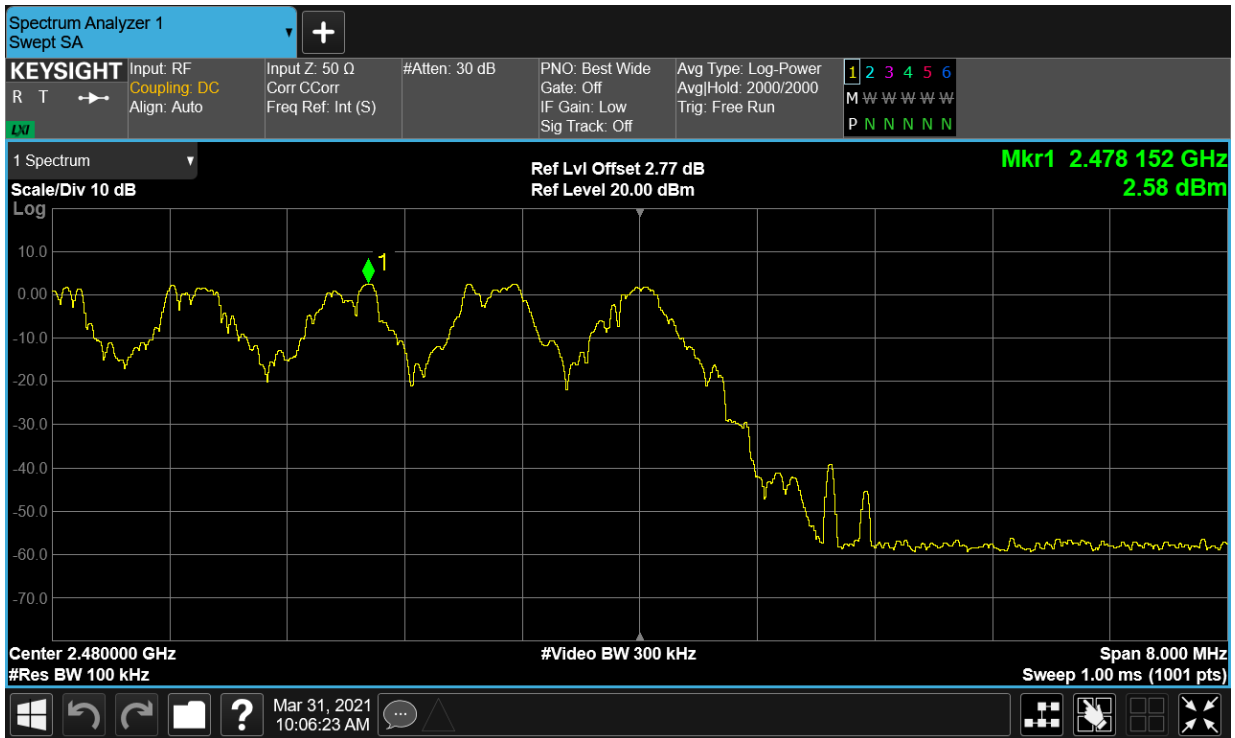 Spectrum Analyzer 1
Swept SA
+
KEYSIGHT
R T
LXI
Input: RF
Coupling: DC
Align: Auto
Input Z: 50 Ω
Corr CCorr
Freq Ref: Int (S)
#Atten: 30 dB
PNO: Best Wide
Gate: Off
IF Gain: Low
Sig Track: Off
Avg Type: Log-Power
Avg|Hold: 2000/2000
Trig: Free Run
1 2 3 4 5 6
M W W W W W
P N N N N N
1 Spectrum
Scale/Div 10 dB
Log
Ref Lvl Offset 2.77 dB
Ref Level 20.00 dBm
Mkr1 2.478 152 GHz
2.58 dBm
1
10.0
0.00
-10.0
-20.0
-30.0
-40.0
-50.0
-60.0
-70.0
Center 2.480000 GHz
#Res BW 100 kHz
#Video BW 300 kHz
Span 8.000 MHz
Sweep 1.00 ms (1001 pts)
?
Mar 31, 2021
10:06:23 AM